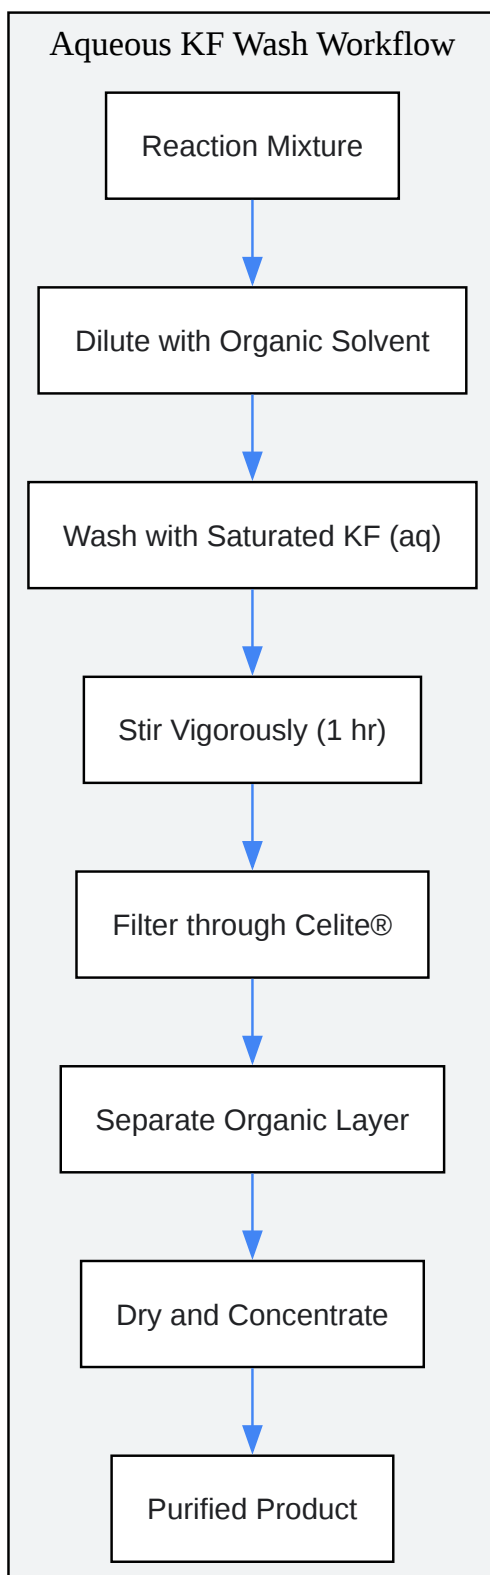 Aqueous KF Wash Workflow
Reaction Mixture
Dilute with Organic Solvent
Wash with Saturated KF (aq)
Stir Vigorously (1 hr)
Filter through Celite®
Separate Organic Layer
Dry and Concentrate
Purified Product